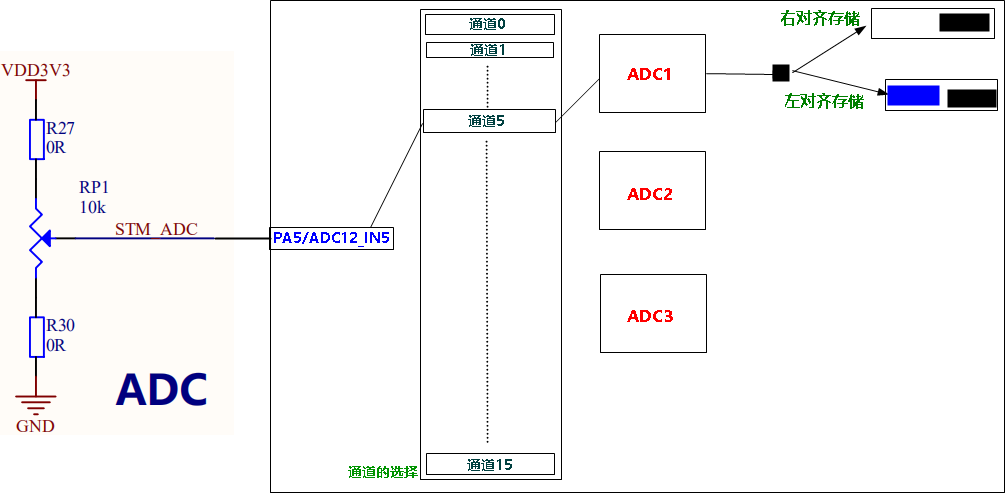 VDD3V3
R27
0R
RP1
10k
STM_ADC
R30
0R
GND
ADC
PA5/ADC12_IN5
通道0
通道1
通道5
通道15
通道的选择
ADC1
ADC2
ADC3
右对齐存储
左对齐存储